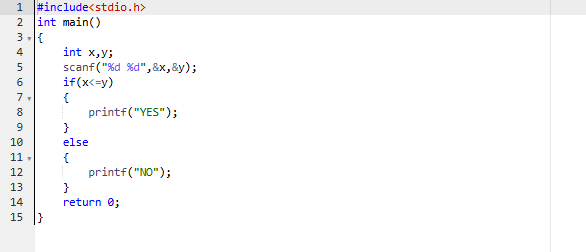 1 #include<stdio.h>
2 int main()
3 {
4 int x,y;
5 scanf("%d %d",&x,&y);
6 if(x<=y)
7 {
8 printf("YES");
9 }
10 else
11 {
12 printf("NO");
13 }
14 return 0;
15 }